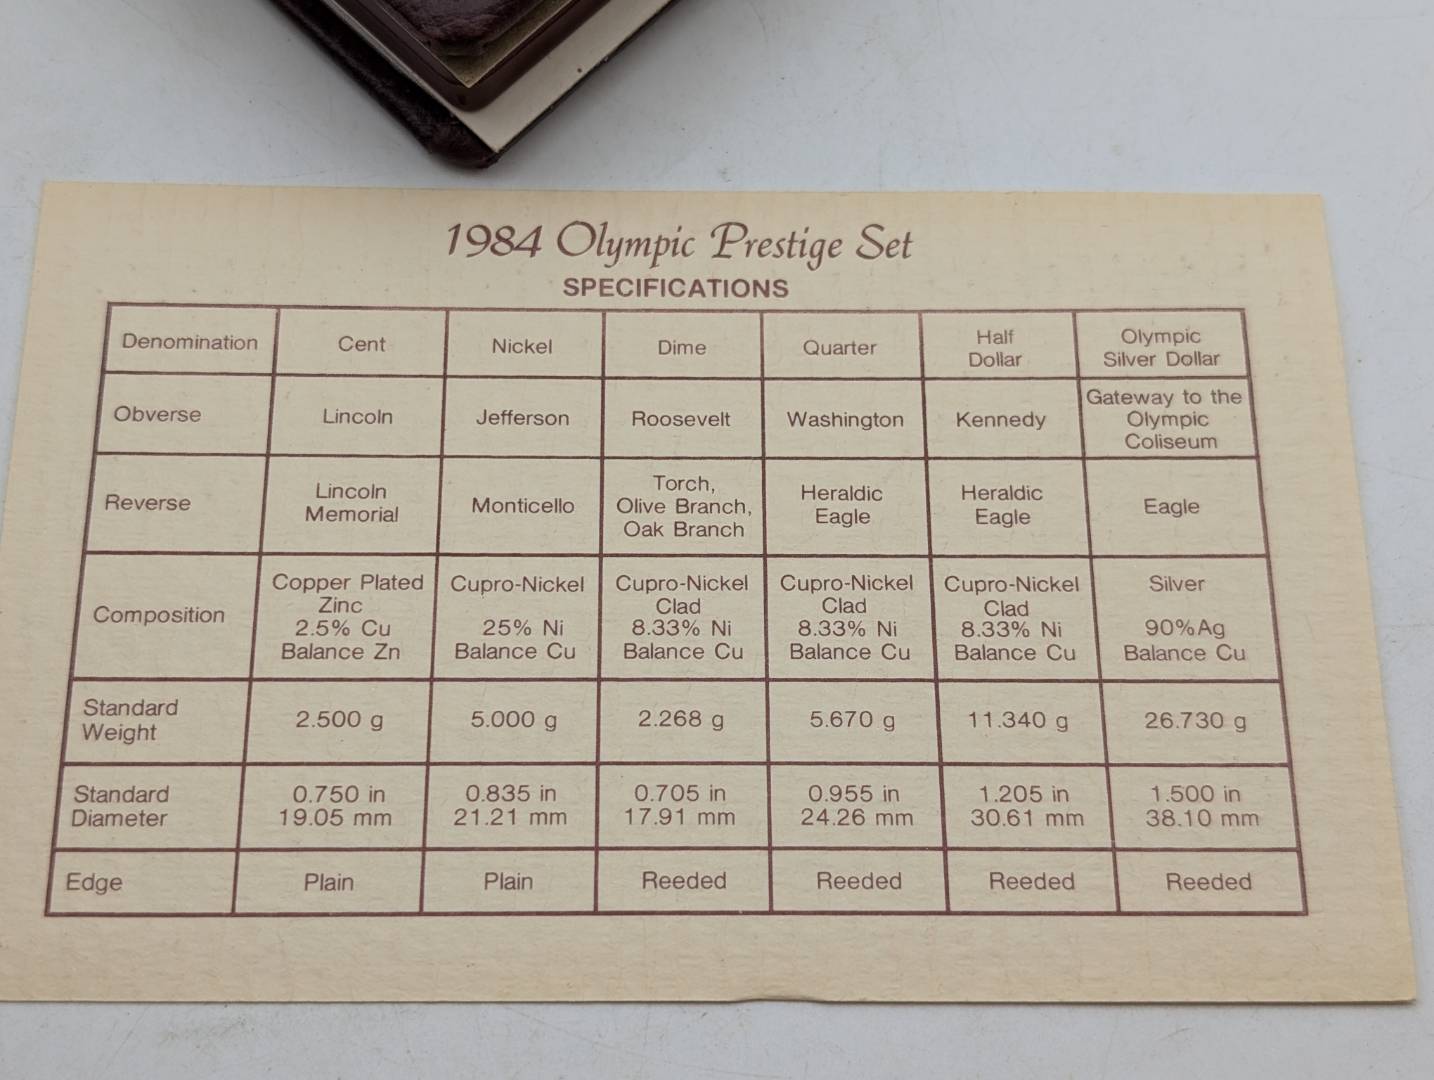 1984 Olympic Prestige Set
SPECIFICATIONS
Denomination Cent Nickel Dime Quarter Half Dollar Olympic Silver Dollar
Obverse Lincoln Jefferson Roosevelt Washington Kennedy Gateway to the Olympic Coliseum
Reverse Lincoln Memorial Monticello Torch, Olive Branch, Oak Branch Heraldic Eagle Heraldic Eagle Eagle
Composition Copper Plated Zinc 2.5% Cu Balance Zn Cupro-Nickel 25% Ni Balance Cu Cupro-Nickel Clad 8.33% Ni Balance Cu Cupro-Nickel Clad 8.33% Ni Balance Cu Cupro-Nickel Clad 8.33% Ni Balance Cu Silver 90%Ag Balance Cu
Standard Weight 2.500 g 5.000 g 2.268 g 5.670 g 11.340 g 26.730 g
Standard Diameter 0.750 in 19.05 mm 0.835 in 21.21 mm 0.705 in 17.91 mm 0.955 in 24.26 mm 1.205 in 30.61 mm 1.500 in 38.10 mm
Edge Plain Plain Reeded Reeded Reeded Reeded